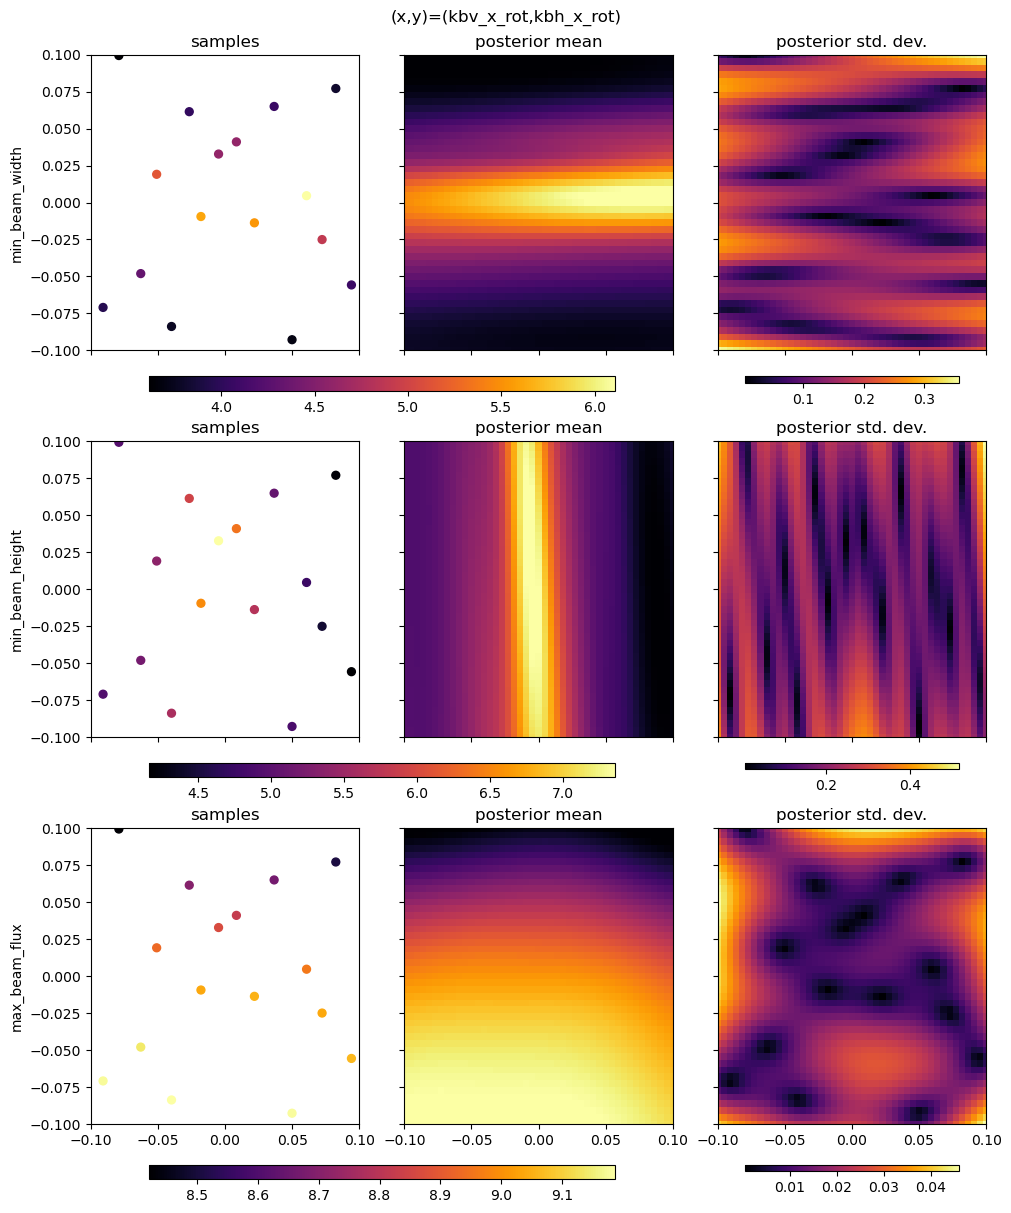 (x,y)=(kbv_x_rot,kbh_x_rot)
samples posterior mean posterior std. dev.
min_beam_width
0.100
0.075
0.050
0.025
0.000
−0.025
−0.050
−0.075
−0.100
4.0 4.5 5.0 5.5 6.0 0.1 0.2 0.3
samples posterior mean posterior std. dev.
min_beam_height
0.100
0.075
0.050
0.025
0.000
−0.025
−0.050
−0.075
−0.100
4.5 5.0 5.5 6.0 6.5 7.0 0.2 0.4
samples posterior mean posterior std. dev.
max_beam_flux
0.100
0.075
0.050
0.025
0.000
−0.025
−0.050
−0.075
−0.100
−0.10 −0.05 0.00 0.05 0.10 −0.10 −0.05 0.00 0.05 0.10 −0.10 −0.05 0.00 0.05 0.10
8.5 8.6 8.7 8.8 8.9 9.0 9.1 0.01 0.02 0.03 0.04